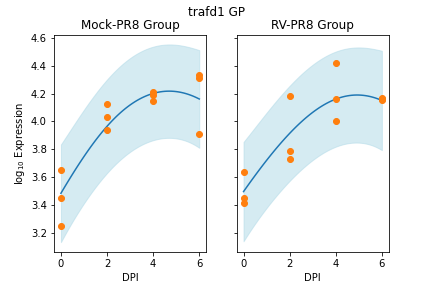 trafd1 GP
Mock-PR8 Group
RV-PR8 Group
log₁₀ Expression
4.6
4.4
4.2
4.0
3.8
3.6
3.4
3.2
0 2 4 6
0 2 4 6
DPI
DPI